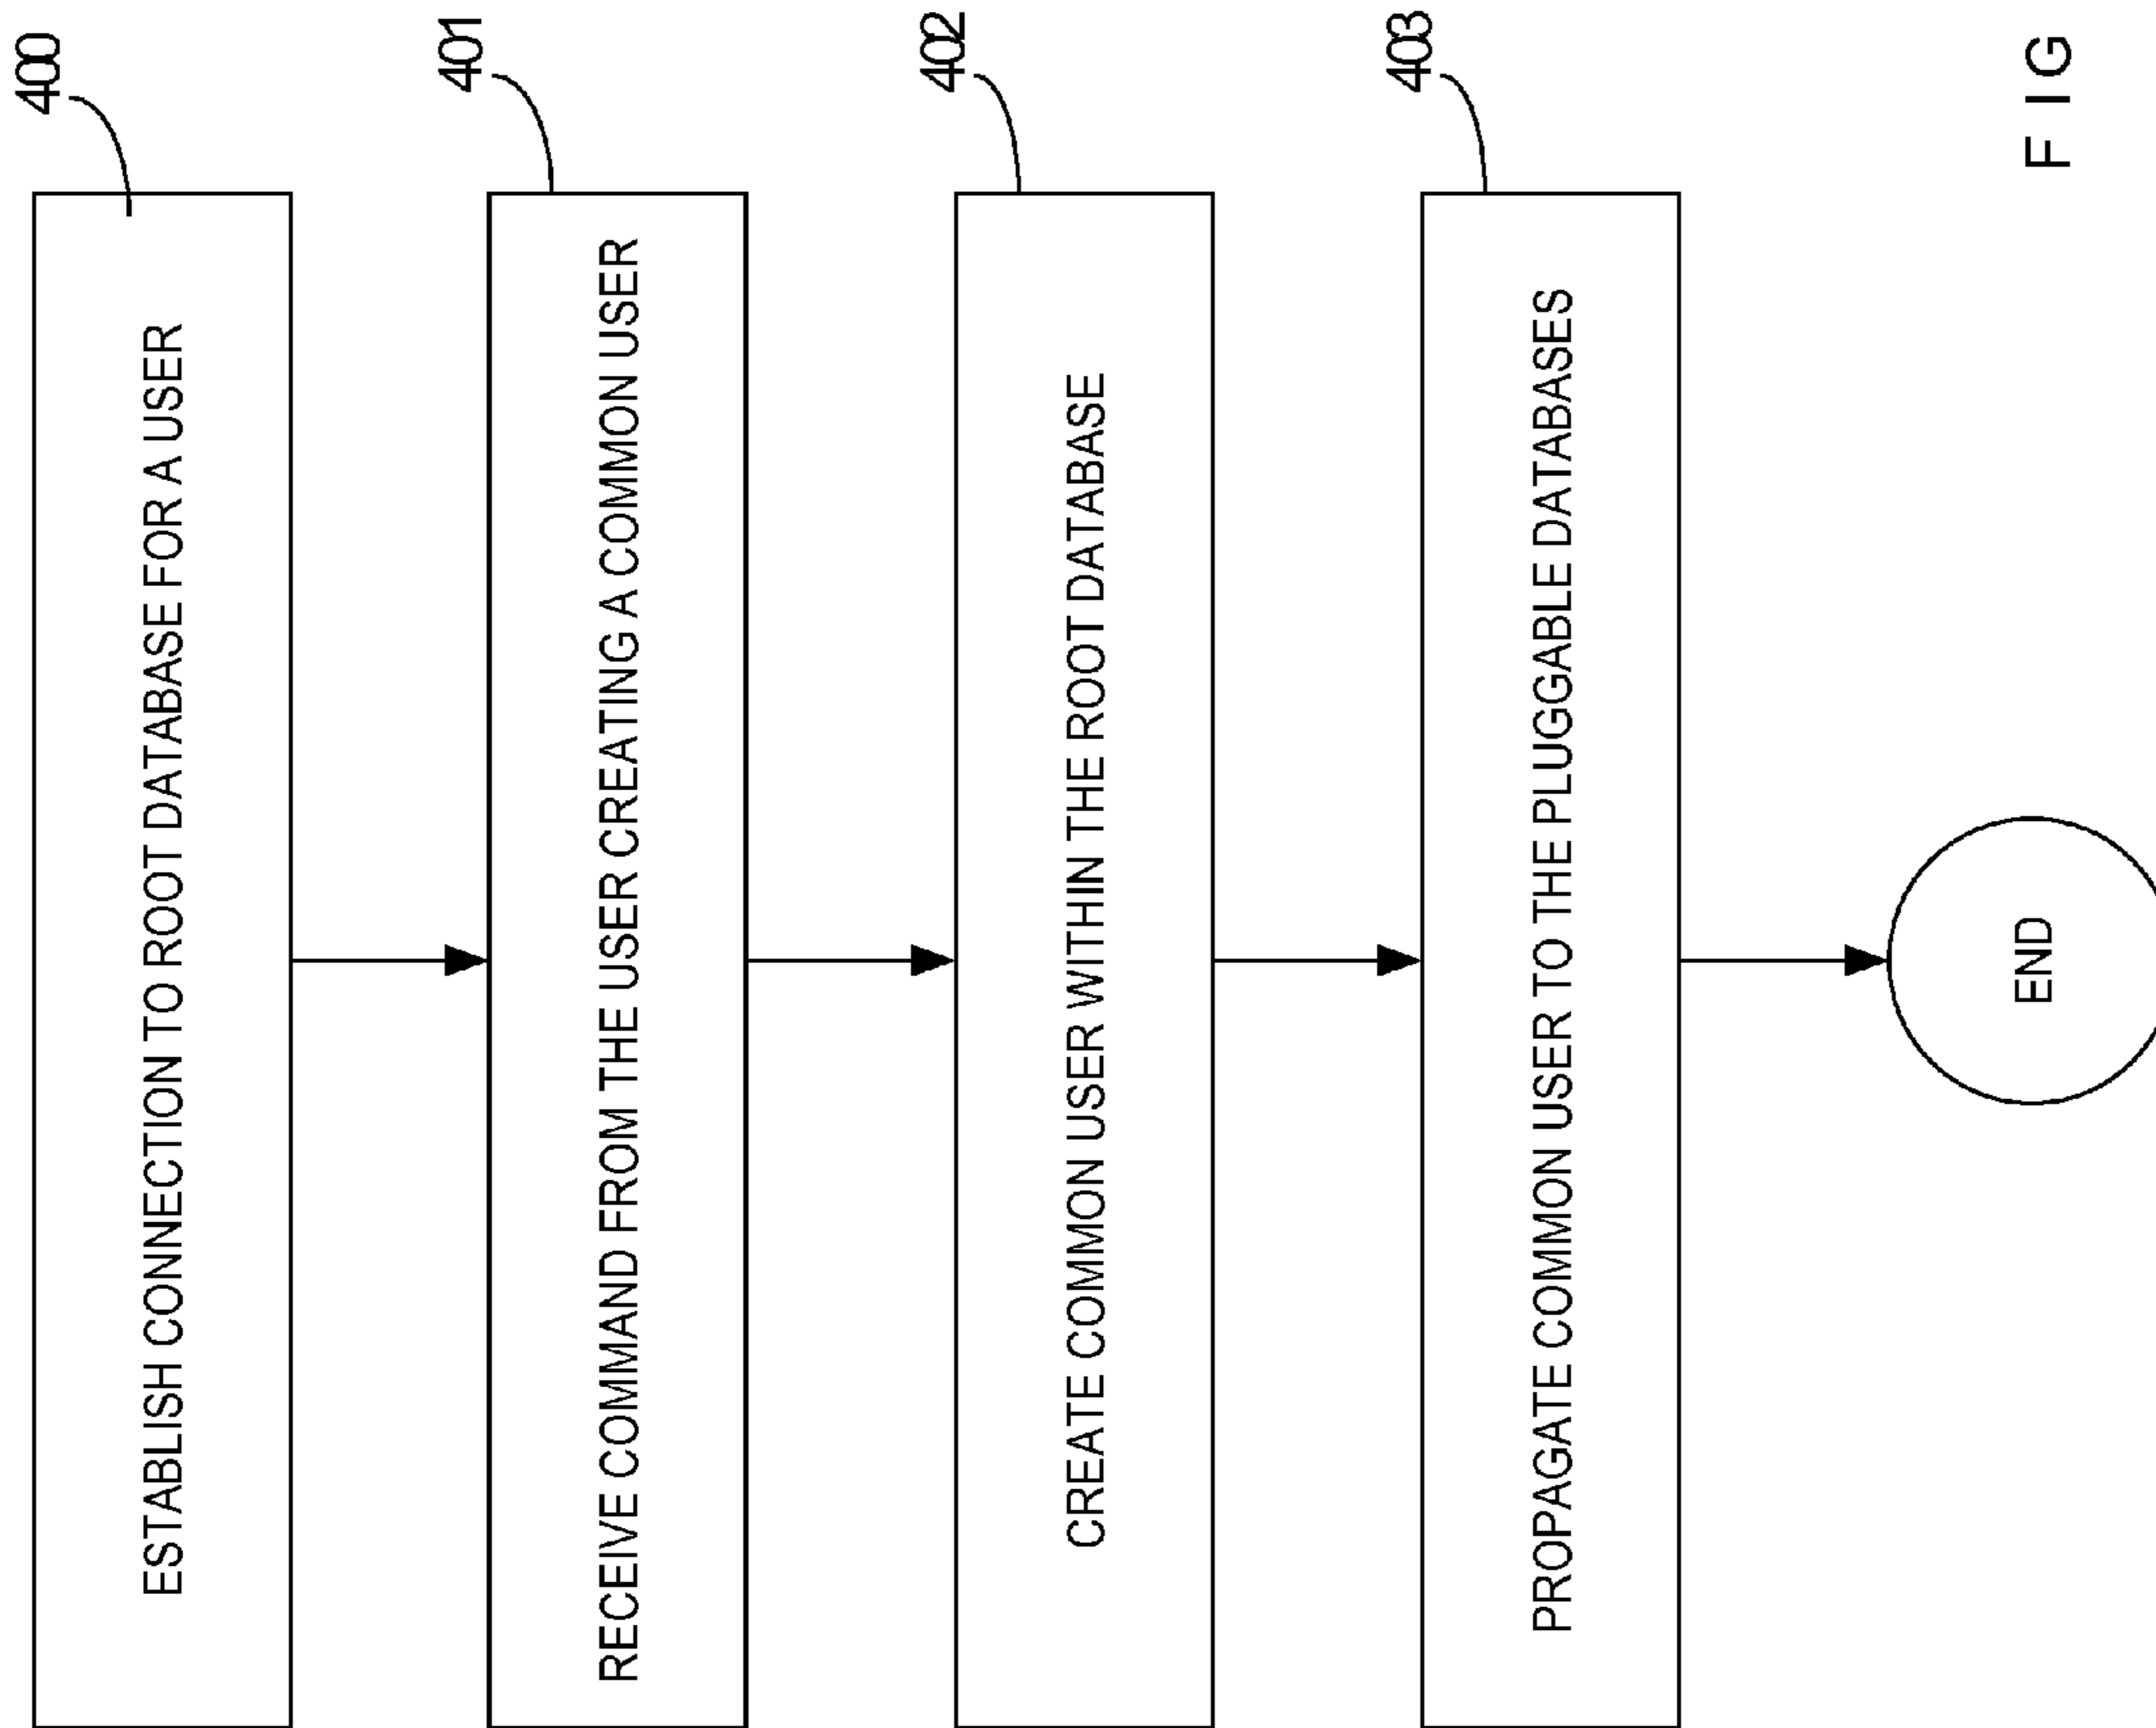 400
ESTABLISH CONNECTION TO ROOT DATABASE FOR A USER
401
RECEIVE COMMAND FROM THE USER CREATING A COMMON USER
402
CREATE COMMON USER WITHIN THE ROOT DATABASE
403
PROPAGATE COMMON USER TO THE PLUGGABLE DATABASES
END
FIG